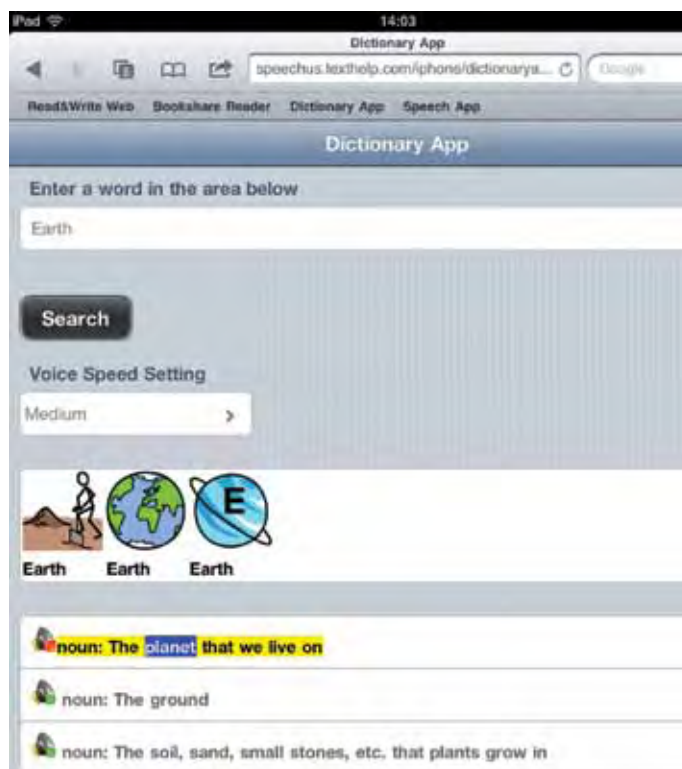 iPad 14:03
Dictionary App
speechus.texthelp.com/iphone/dictionarya... Google
Read&Write Web Bookshare Reader Dictionary App Speech App
Dictionary App
Enter a word in the area below
Earth
Search
Voice Speed Setting
Medium >
E
Earth Earth Earth
noun: The planet that we live on
noun: The ground
noun: The soil, sand, small stones, etc. that plants grow in